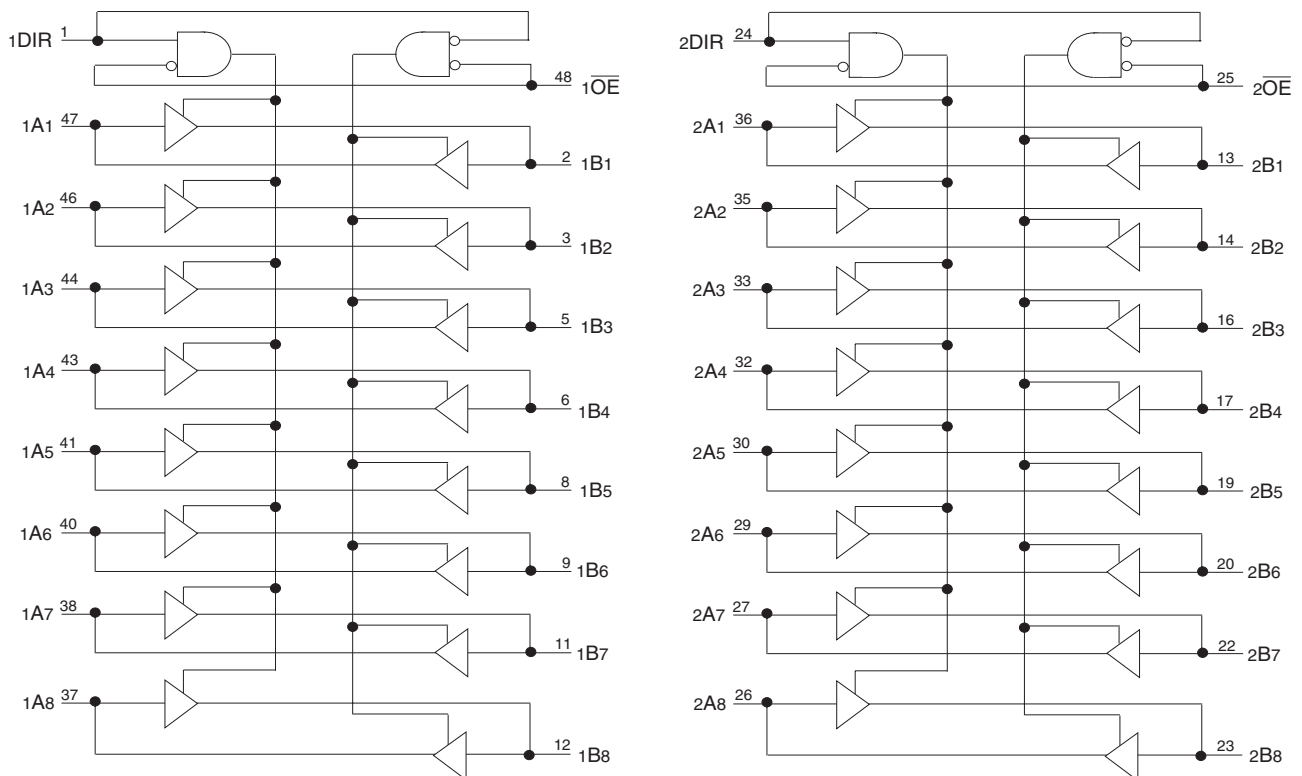 1DIR 1
48 1O̅E̅
1A1 47
2 1B1
1A2 46
3 1B2
1A3 44
5 1B3
1A4 43
6 1B4
1A5 41
8 1B5
1A6 40
9 1B6
1A7 38
11 1B7
1A8 37
12 1B8
2DIR 24
25 2O̅E̅
2A1 36
13 2B1
2A2 35
14 2B2
2A3 33
16 2B3
2A4 32
17 2B4
2A5 30
19 2B5
2A6 29
20 2B6
2A7 27
22 2B7
2A8 26
23 2B8